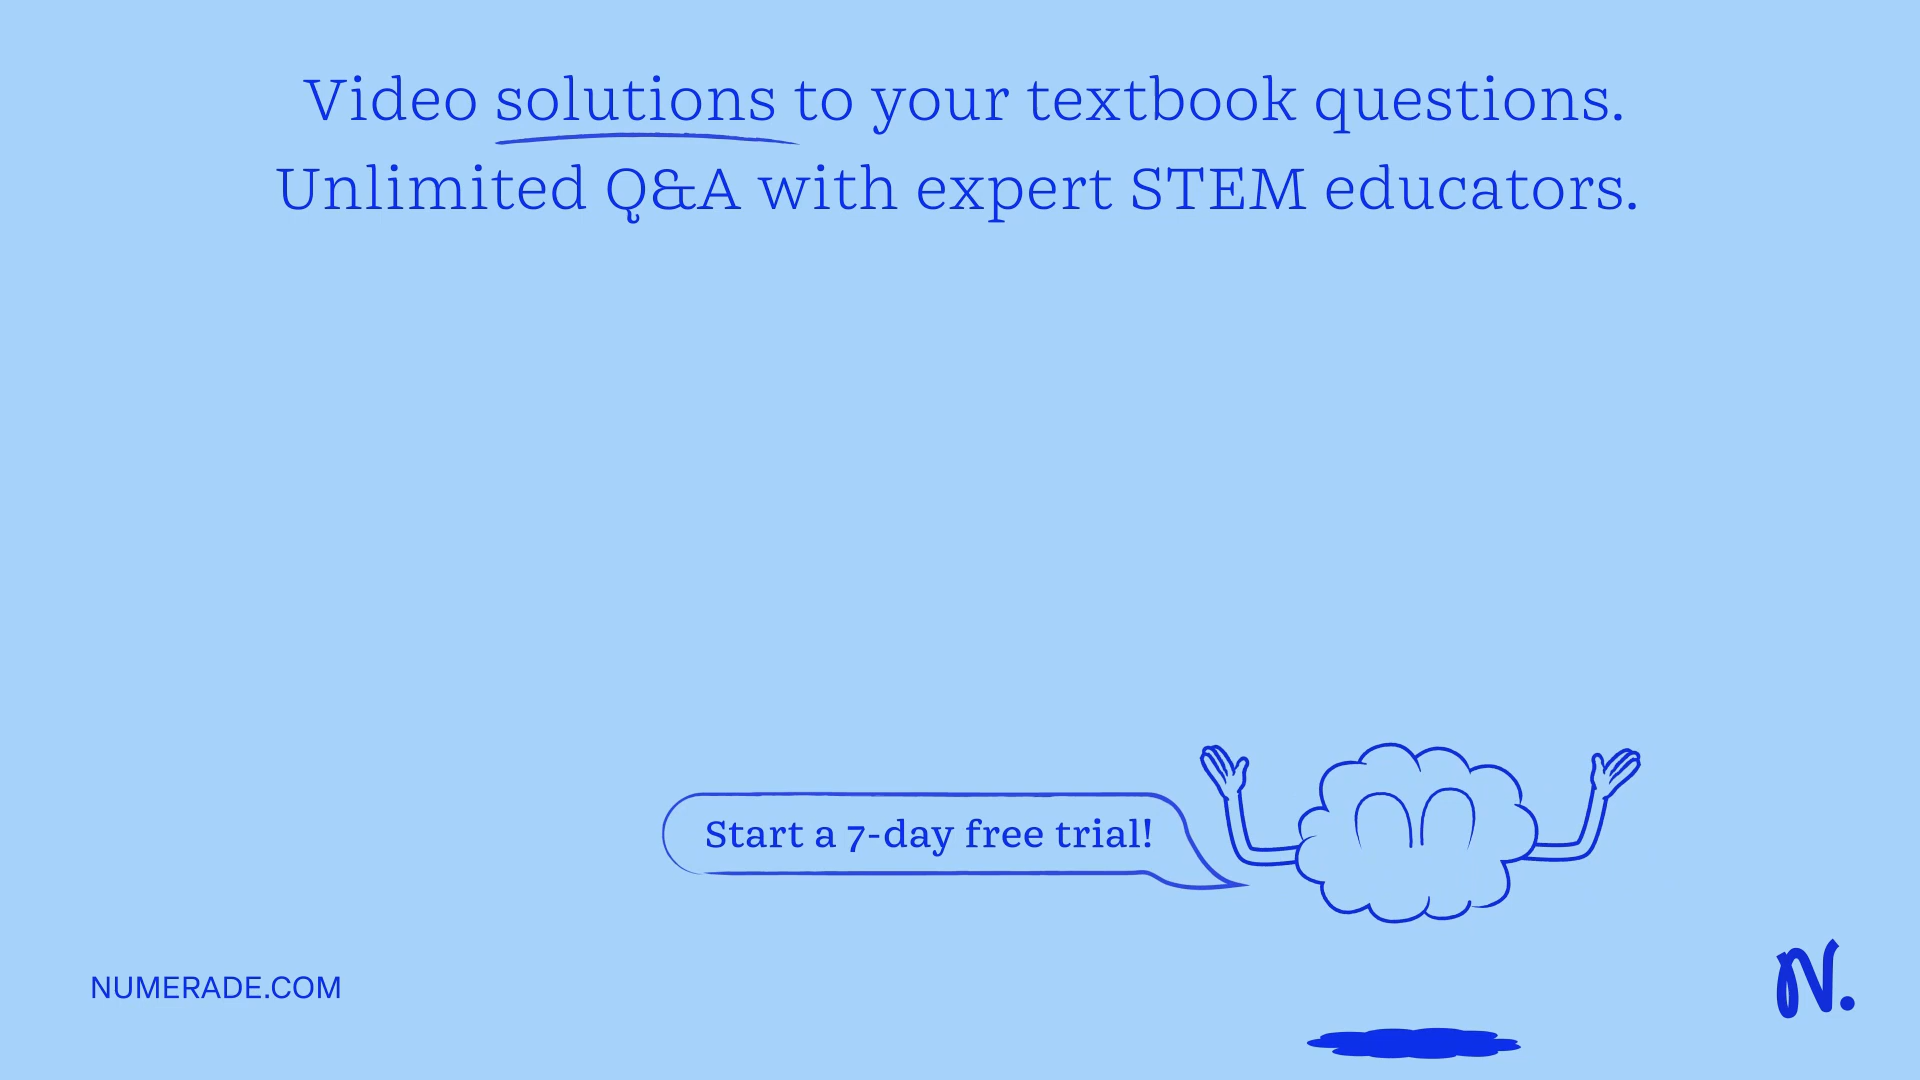 Video solutions to your textbook questions.
Unlimited Q&A with expert STEM educators.
Start a 7-day free trial!
NUMERADE.COM
N.